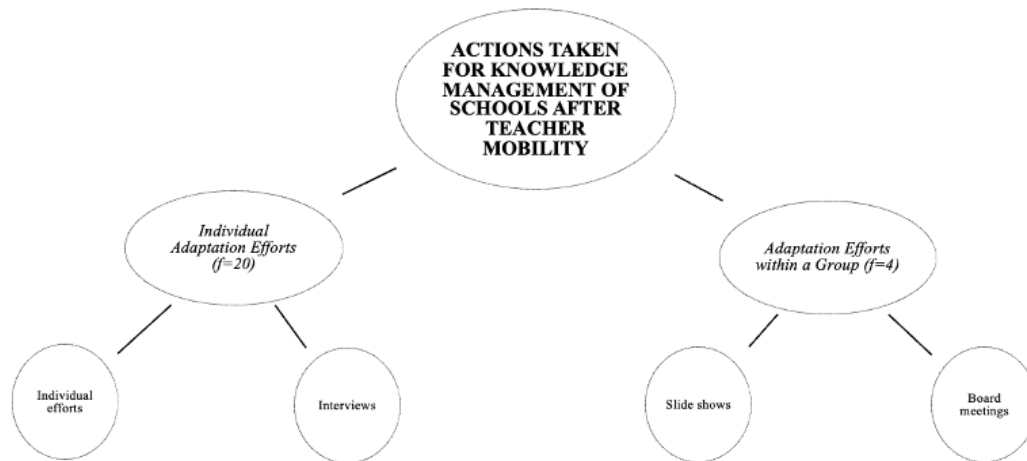 ACTIONS TAKEN
FOR KNOWLEDGE
MANAGEMENT OF
SCHOOLS AFTER
TEACHER
MOBILITY
Individual
Adaptation Efforts
(f=20)
Adaptation Efforts
within a Group (f=4)
Individual
efforts
Interviews
Slide shows
Board
meetings